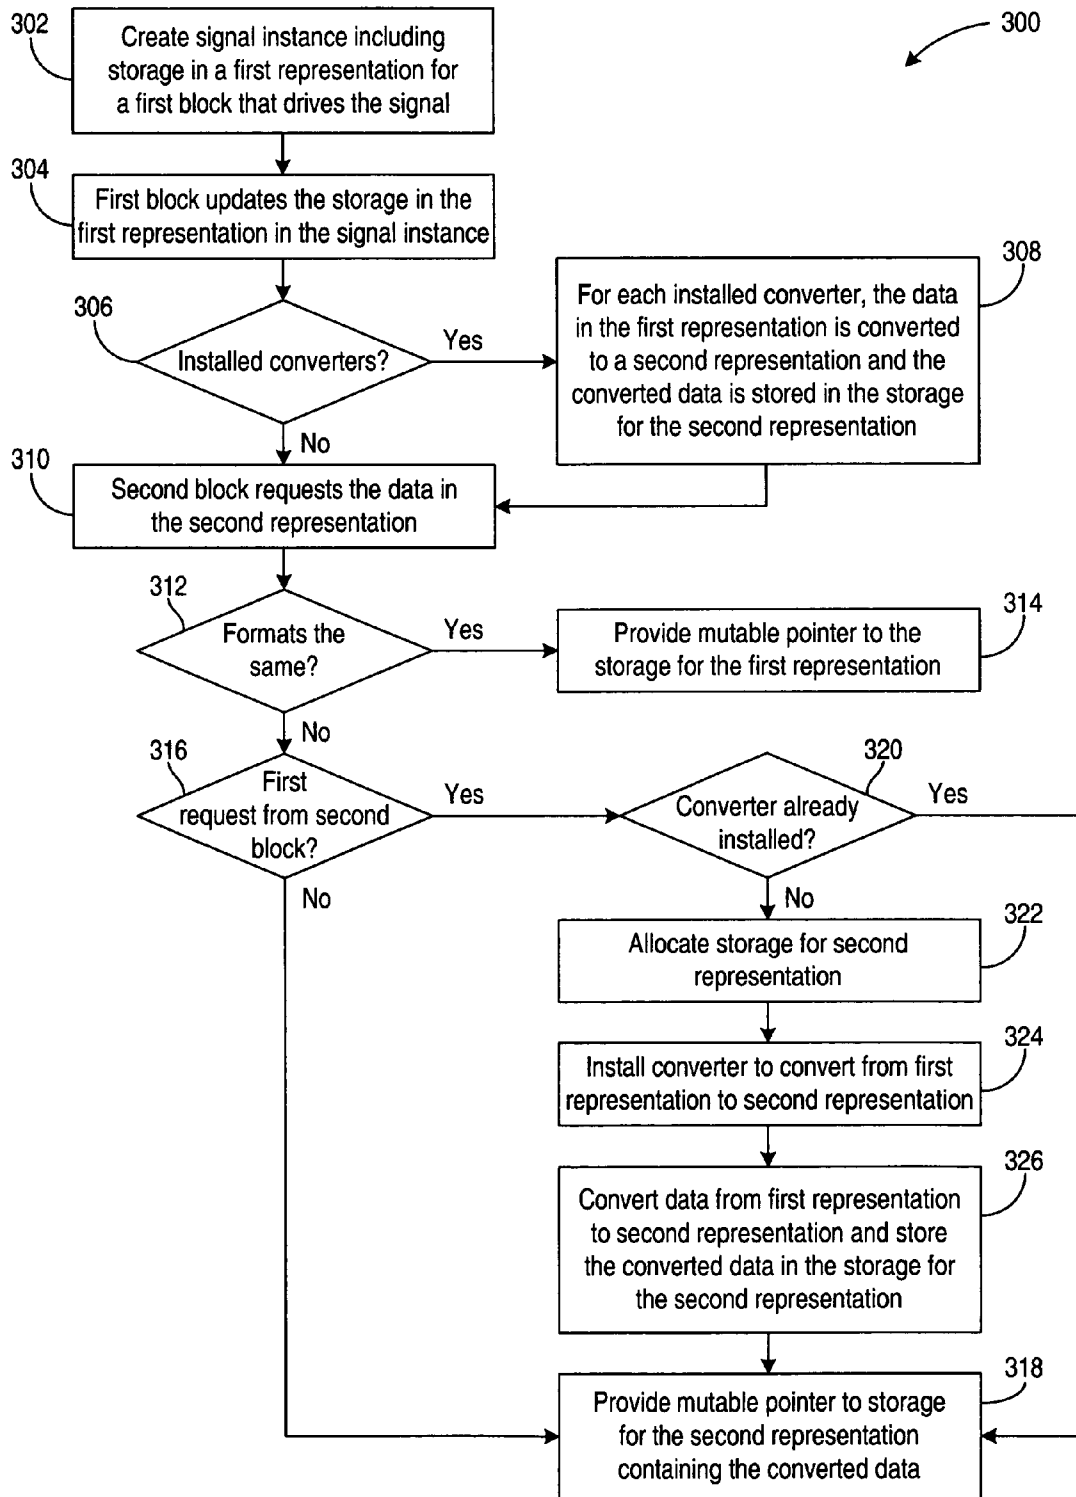 300
302
Create signal instance including
storage in a first representation for
a first block that drives the signal
304
First block updates the storage in the
first representation in the signal instance
306
Installed converters?
Yes
No
308
For each installed converter, the data
in the first representation is converted
to a second representation and the
converted data is stored in the storage
for the second representation
310
Second block requests the data in
the second representation
312
Formats the
same?
Yes
No
314
Provide mutable pointer to the
storage for the first representation
316
First
request from second
block?
Yes
No
320
Converter already
installed?
Yes
No
322
Allocate storage for second
representation
324
Install converter to convert from first
representation to second representation
326
Convert data from first representation
to second representation and store
the converted data in the storage for
the second representation
318
Provide mutable pointer to storage
for the second representation
containing the converted data